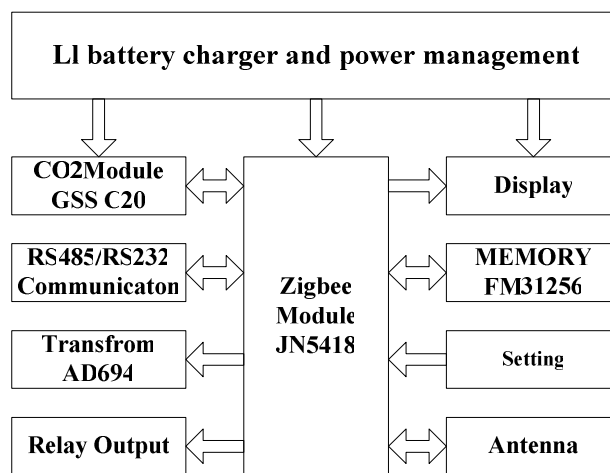 LI battery charger and power management
CO2Module
GSS C20
Display
RS485/RS232
Communicaton
MEMORY
FM31256
Zigbee
Module
JN5418
Transfrom
AD694
Setting
Relay Output
Antenna